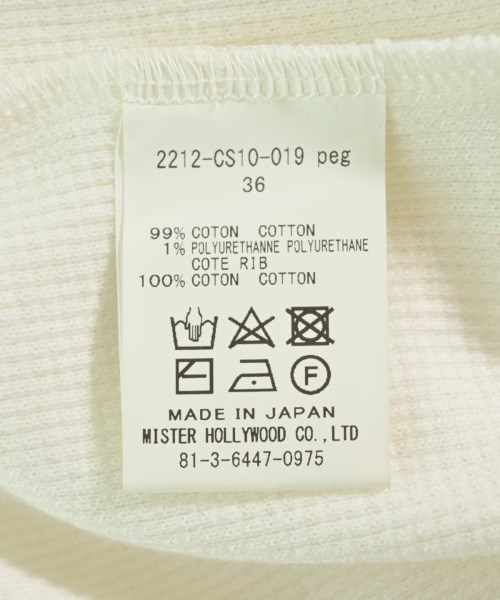 2212-CS10-019 peg
36
99% COTON COTTON
1% POLYURETHANNE POLYURETHANE
COTE RIB
100% COTON COTTON
F
MADE IN JAPAN
MISTER HOLLYWOOD CO.,LTD
81-3-6447-0975